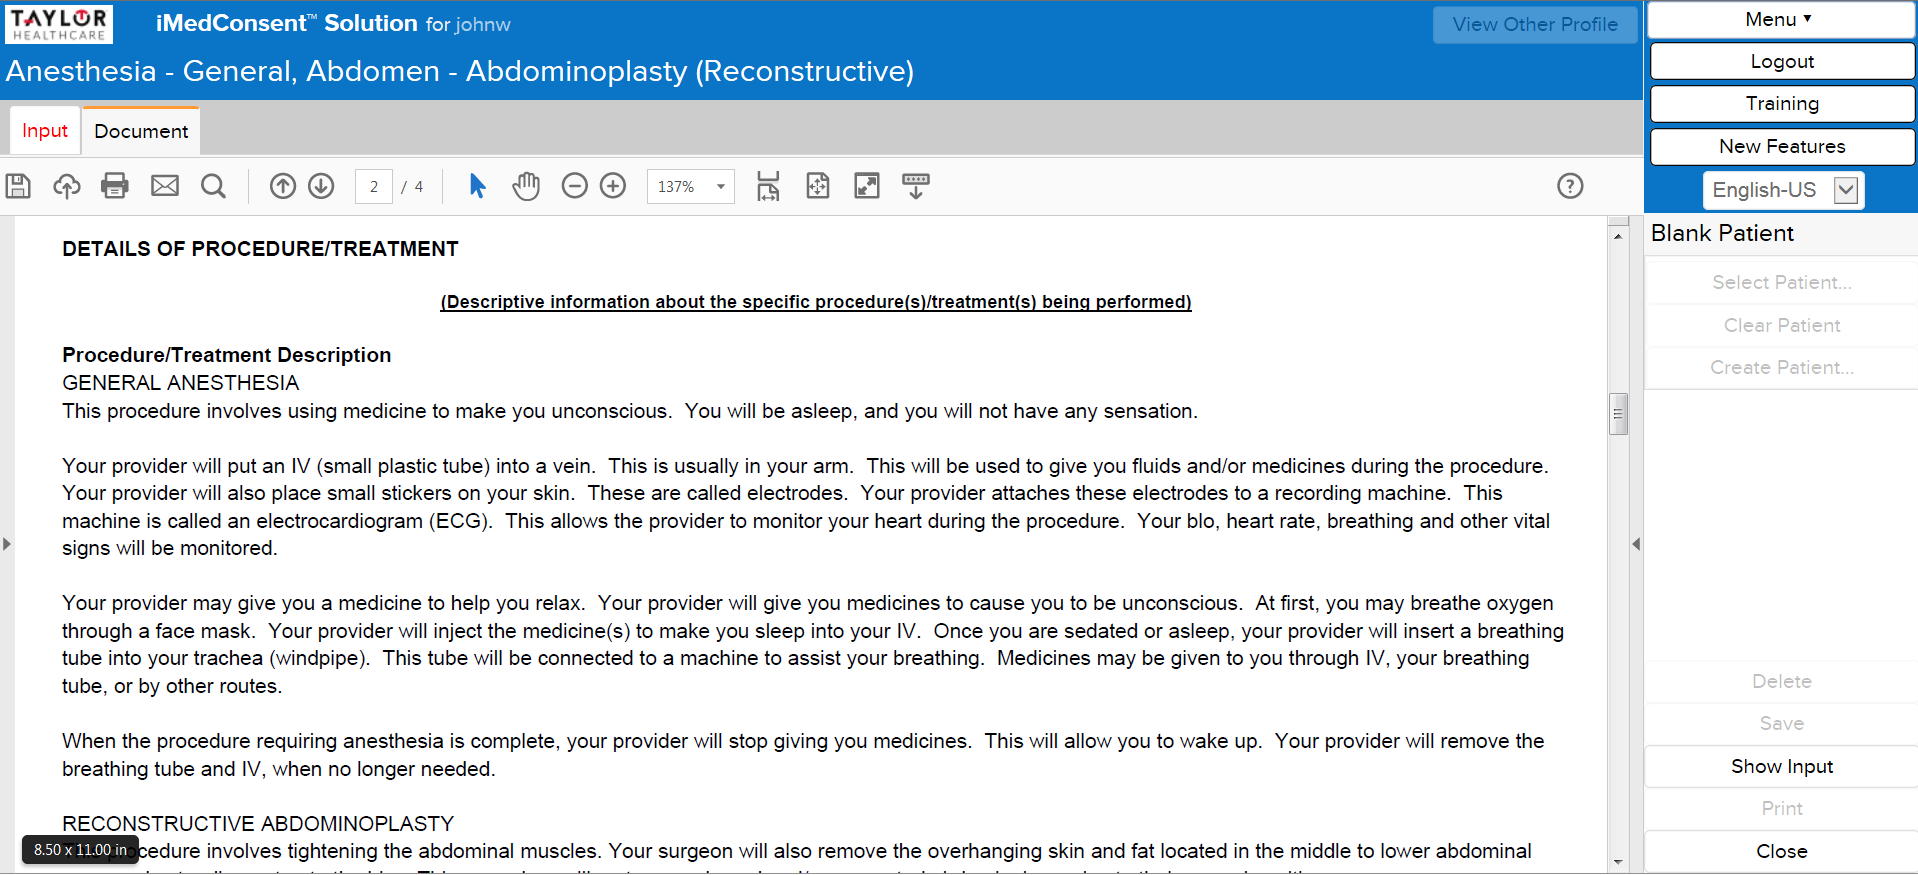 TAYLOR
HEALTHCARE
iMedConsent™ Solution for johnw
View Other Profile
Anesthesia - General, Abdomen - Abdominoplasty (Reconstructive)
Menu ▼
Logout
Training
New Features
English-US
Input
Document
2 / 4
137%
Blank Patient
Select Patient...
Clear Patient
Create Patient...
Delete
Save
Show Input
Print
Close
DETAILS OF PROCEDURE/TREATMENT
(Descriptive information about the specific procedure(s)/treatment(s) being performed)
Procedure/Treatment Description
GENERAL ANESTHESIA
This procedure involves using medicine to make you unconscious.  You will be asleep, and you will not have any sensation.
Your provider will put an IV (small plastic tube) into a vein.  This is usually in your arm.  This will be used to give you fluids and/or medicines during the procedure.
Your provider will also place small stickers on your skin.  These are called electrodes.  Your provider attaches these electrodes to a recording machine.  This
machine is called an electrocardiogram (ECG).  This allows the provider to monitor your heart during the procedure.  Your blo, heart rate, breathing and other vital
signs will be monitored.
Your provider may give you a medicine to help you relax.  Your provider will give you medicines to cause you to be unconscious.  At first, you may breathe oxygen
through a face mask.  Your provider will inject the medicine(s) to make you sleep into your IV.  Once you are sedated or asleep, your provider will insert a breathing
tube into your trachea (windpipe).  This tube will be connected to a machine to assist your breathing.  Medicines may be given to you through IV, your breathing
tube, or by other routes.
When the procedure requiring anesthesia is complete, your provider will stop giving you medicines.  This will allow you to wake up.  Your provider will remove the
breathing tube and IV, when no longer needed.
RECONSTRUCTIVE ABDOMINOPLASTY
procedure involves tightening the abdominal muscles. Your surgeon will also remove the overhanging skin and fat located in the middle to lower abdominal
8.50 x 11.00 in